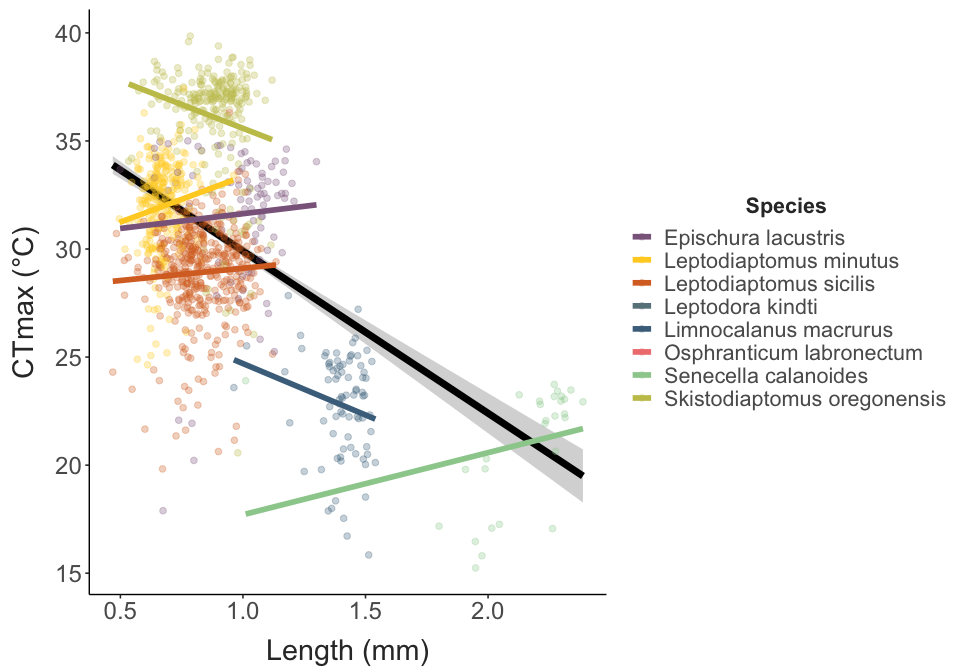 40
35
30
25
20
15
CTmax (°C)
0.5 1.0 1.5 2.0
Length (mm)
Species
Epischura lacustris
Leptodiaptomus minutus
Leptodiaptomus sicilis
Leptodora kindti
Limnocalanus macrurus
Osphranticum labronectum
Senecella calanoides
Skistodiaptomus oregonensis